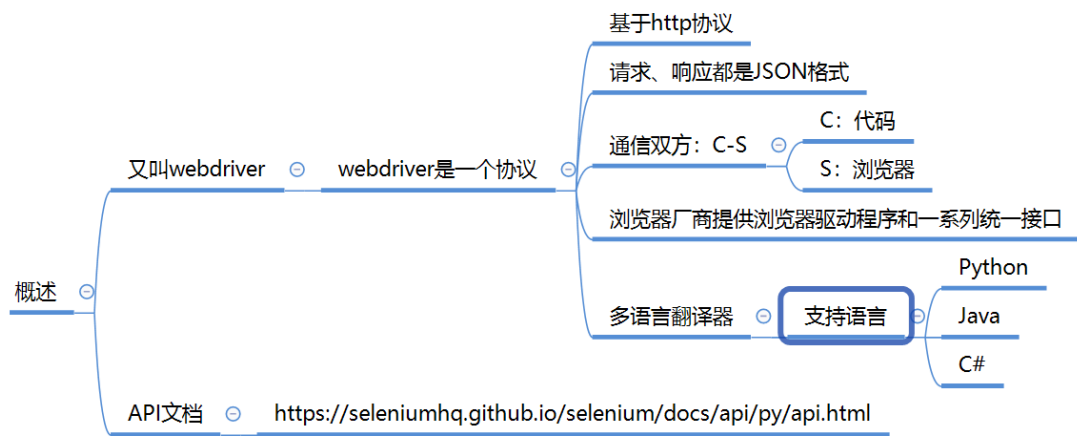 概述
又叫webdriver
webdriver是一个协议
基于http协议
请求、响应都是JSON格式
通信双方：C-S
C：代码
S：浏览器
浏览器厂商提供浏览器驱动程序和一系列统一接口
多语言翻译器
支持语言
Python
Java
C#
API文档
https://seleniumhq.github.io/selenium/docs/api/py/api.html